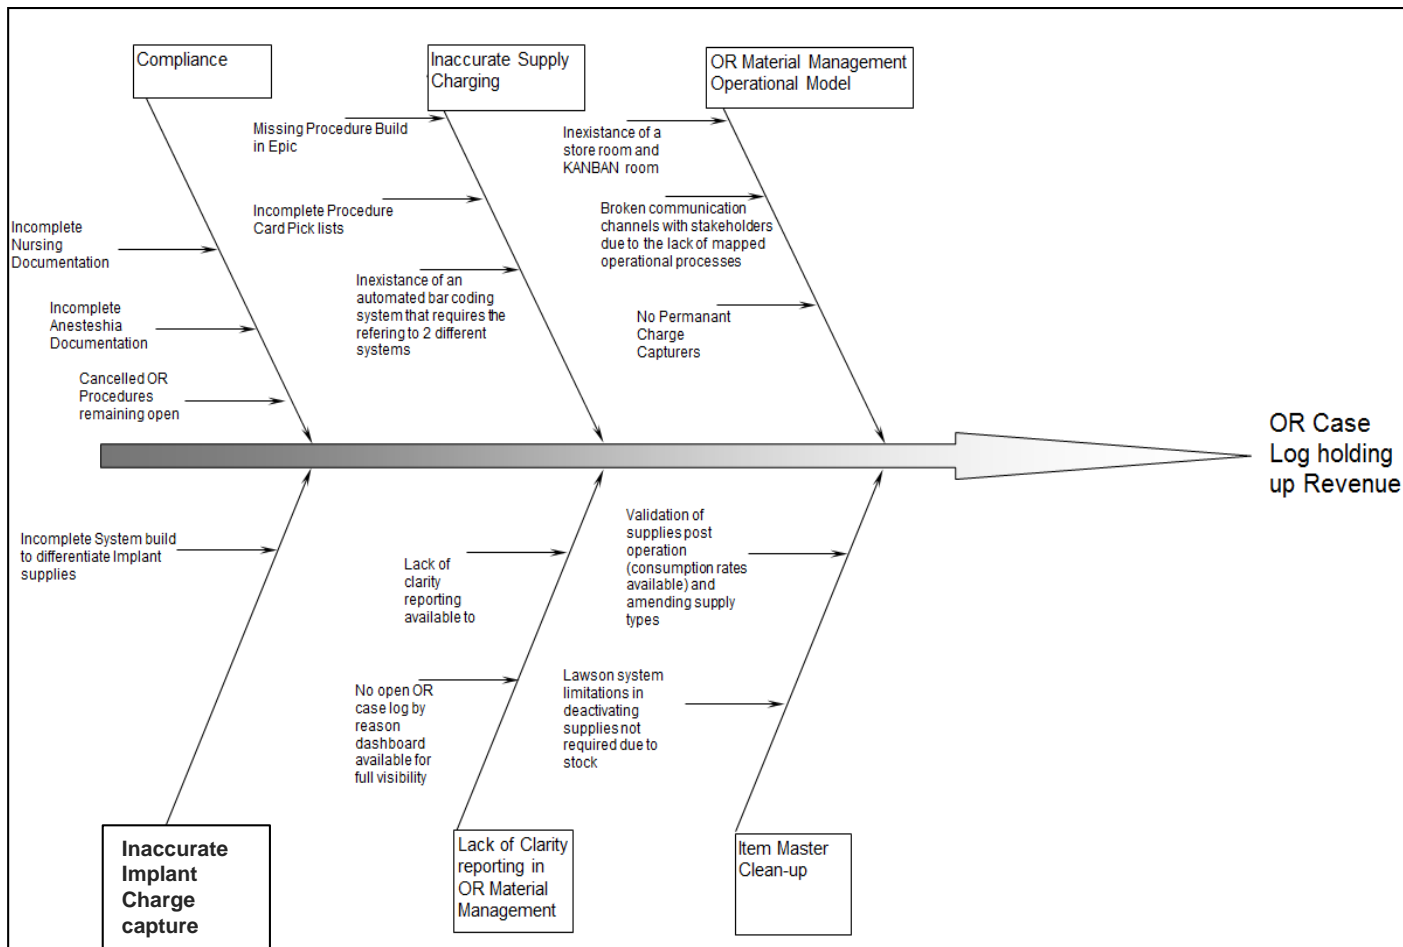 Compliance
Inaccurate Supply
Charging
OR Material Management
Operational Model
Missing Procedure Build
in Epic
Inexistance of a
store room and
KANBAN room
Incomplete Procedure
Card Pick lists
Broken communication
channels with stakeholders
due to the lack of mapped
operational processes
Incomplete
Nursing
Documentation
Inexistance of an
automated bar coding
system that requires the
refering to 2 different
systems
Incomplete
Anesteshia
Documentation
No Permanant
Charge
Capturers
Cancelled OR
Procedures
remaining open
OR Case
Log holding
up Revenue
Incomplete System build
to differentiate Implant
supplies
Lack of
clarity
reporting
available to
Validation of
supplies post
operation
(consumption rates
available) and
amending supply
types
No open OR
case log by
reason
dashboard
available for
full visibility
Lawson system
limitations in
deactivating
supplies not
required due to
stock
Inaccurate
Implant
Charge
capture
Lack of Clarity
reporting in
OR Material
Management
Item Master
Clean-up